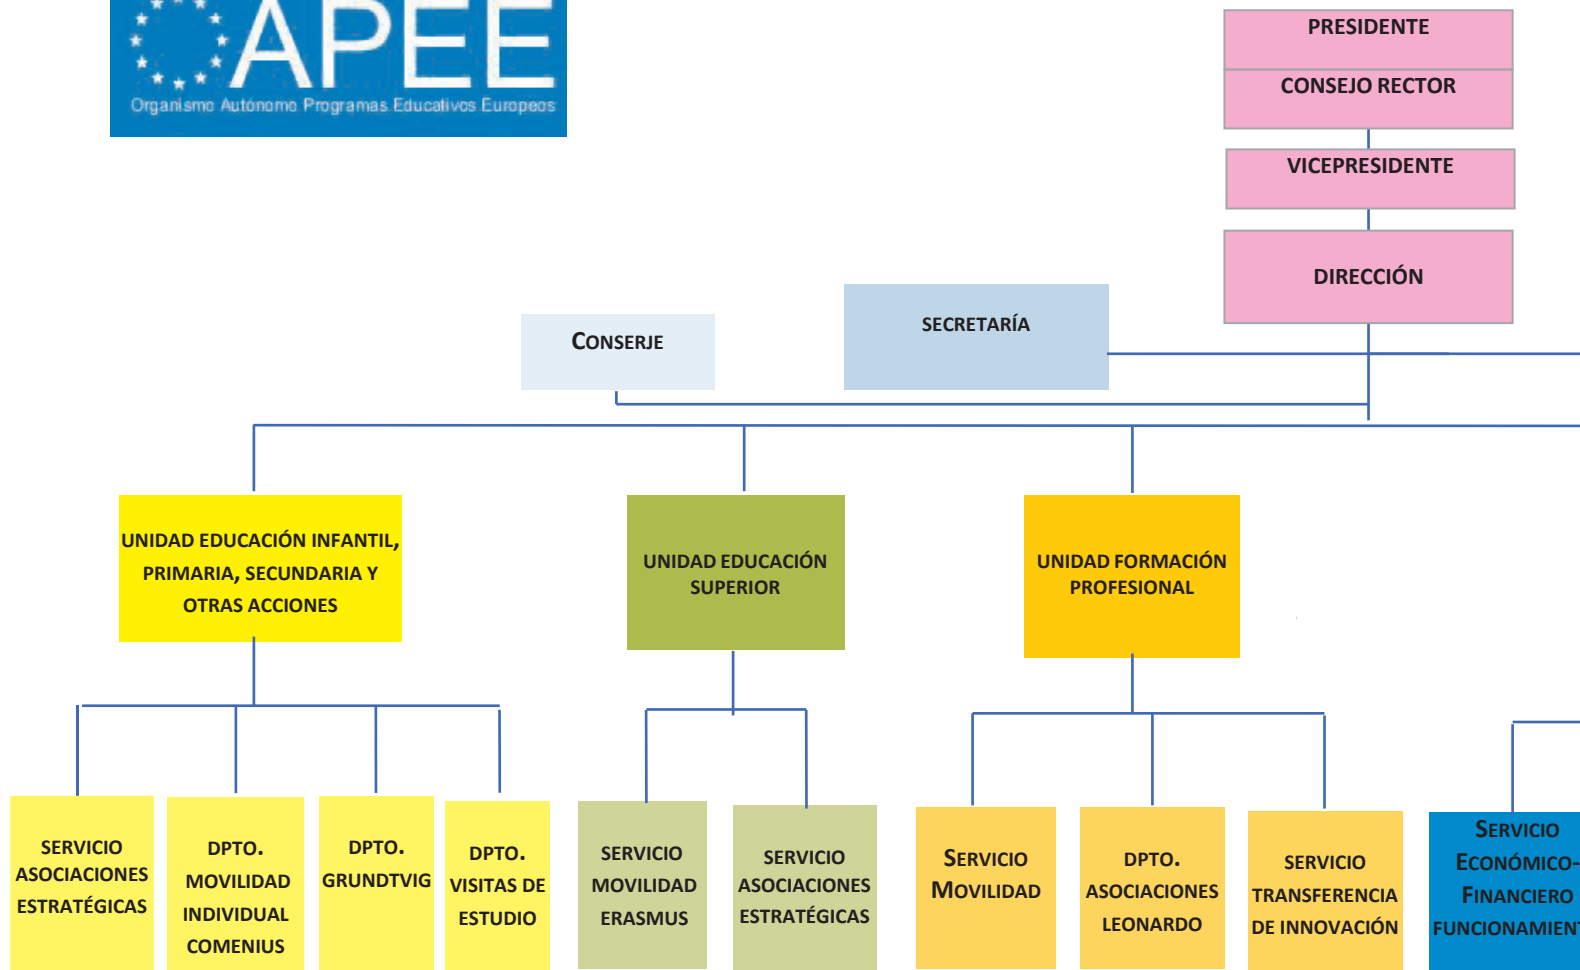 OAPEE
Organismo Autónomo Programas Educativos Europeos
PRESIDENTE
CONSEJO RECTOR
VICEPRESIDENTE
DIRECCIÓN
SECRETARÍA
CONSERJE
UNIDAD EDUCACIÓN INFANTIL,
PRIMARIA, SECUNDARIA Y
OTRAS ACCIONES
UNIDAD EDUCACIÓN
SUPERIOR
UNIDAD FORMACIÓN
PROFESIONAL
SERVICIO
ASOCIACIONES
ESTRATÉGICAS
DPTO.
MOVILIDAD
INDIVIDUAL
COMENIUS
DPTO.
GRUNDTVIG
DPTO.
VISITAS DE
ESTUDIO
SERVICIO
MOVILIDAD
ERASMUS
SERVICIO
ASOCIACIONES
ESTRATÉGICAS
SERVICIO
MOVILIDAD
DPTO.
ASOCIACIONES
LEONARDO
SERVICIO
TRANSFERENCIA
DE INNOVACIÓN
SERVICIO
ECONÓMICO-
FINANCIERO